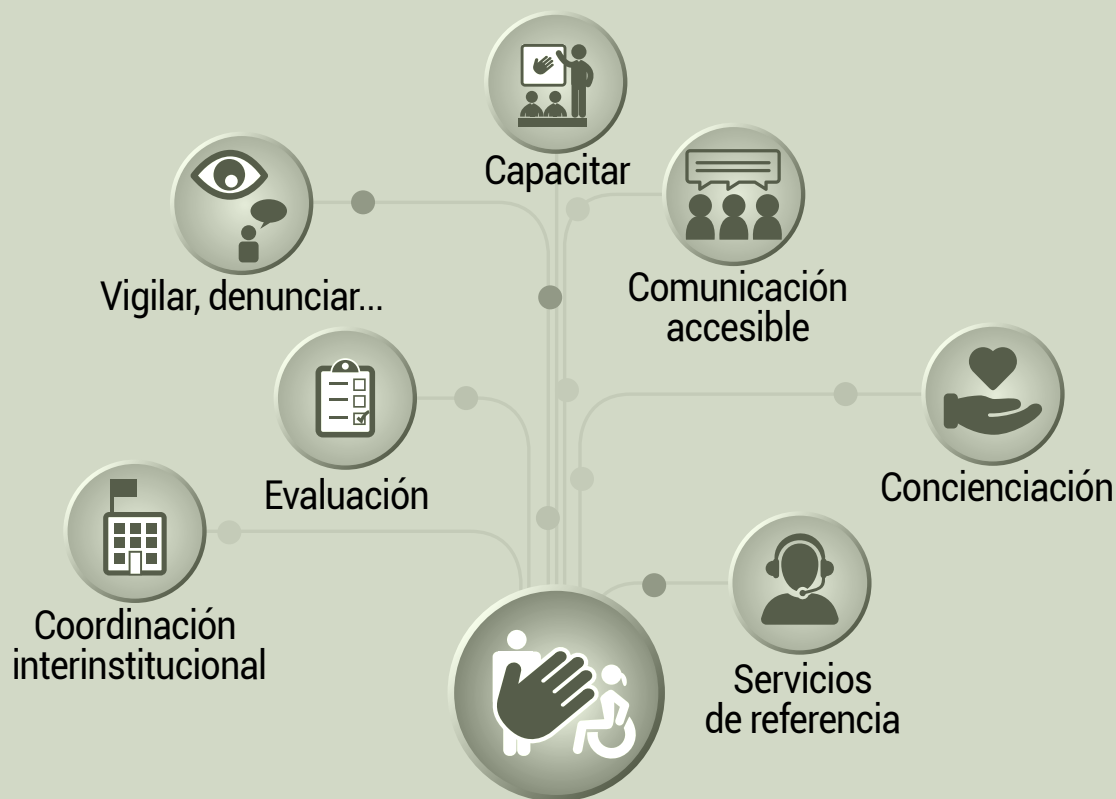 Capacitar
Vigilar, denunciar...
Comunicación
accesible
Evaluación
Concienciación
Coordinación
interinstitucional
Servicios
de referencia